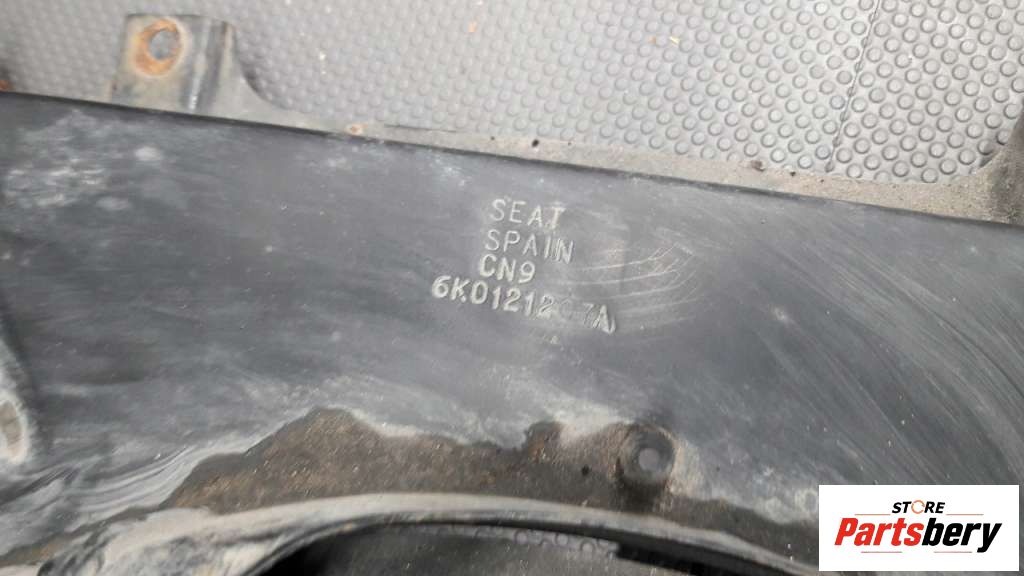 SEAT
SPAIN
CN9
6K0121207A
STORE
Partsbery